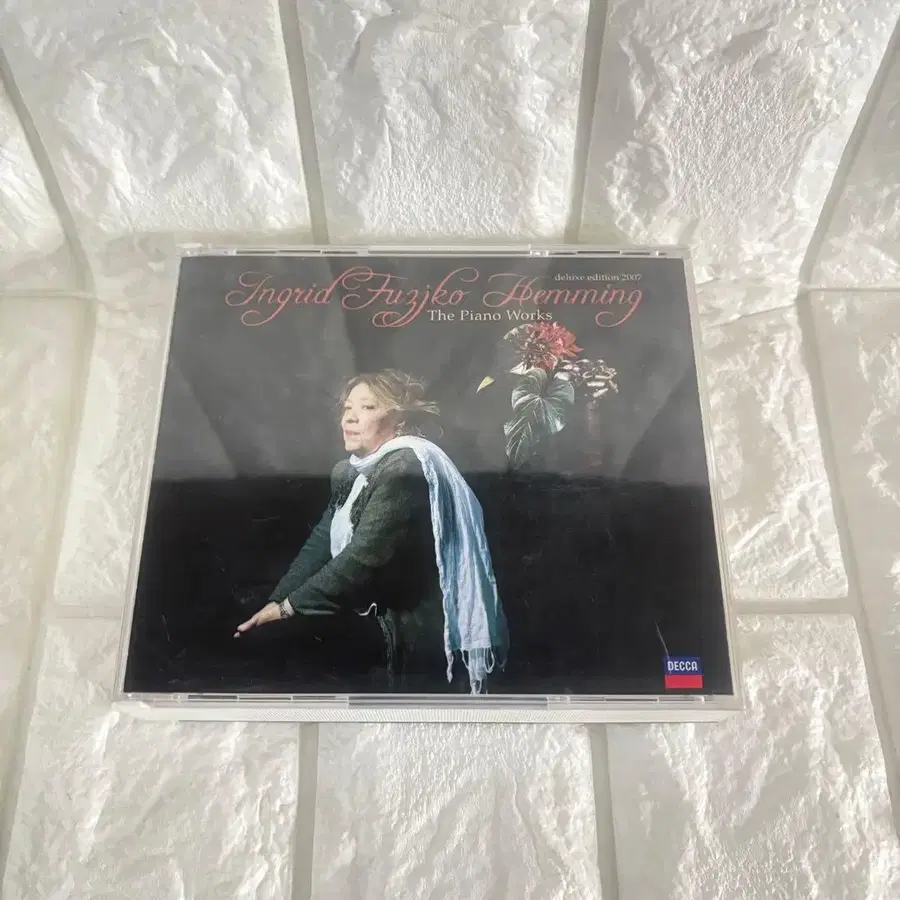 deluxe edition 2007
Ingrid Fuzjko Hemming
The Piano Works
DECCA